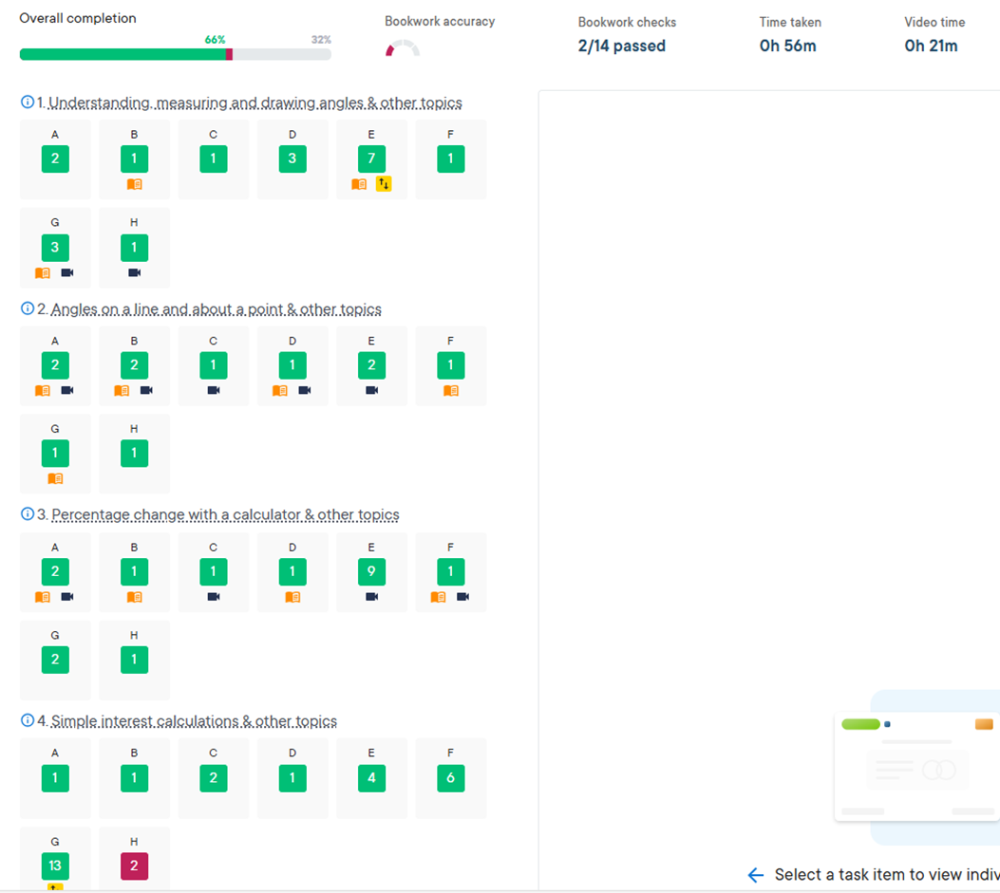 Overall completion
66%
32%
Bookwork accuracy
Bookwork checks
2/14 passed
Time taken
0h 56m
Video time
0h 21m
1. Understanding, measuring and drawing angles & other topics
A B C D E F
2 1 1 3 7 1
G H
3 1
2. Angles on a line and about a point & other topics
A B C D E F
2 2 1 1 2 1
G H
1 1
3. Percentage change with a calculator & other topics
A B C D E F
2 1 1 1 9 1
G H
2 1
4. Simple interest calculations & other topics
A B C D E F
1 1 2 1 4 6
G H
13 2
Select a task item to view indiv